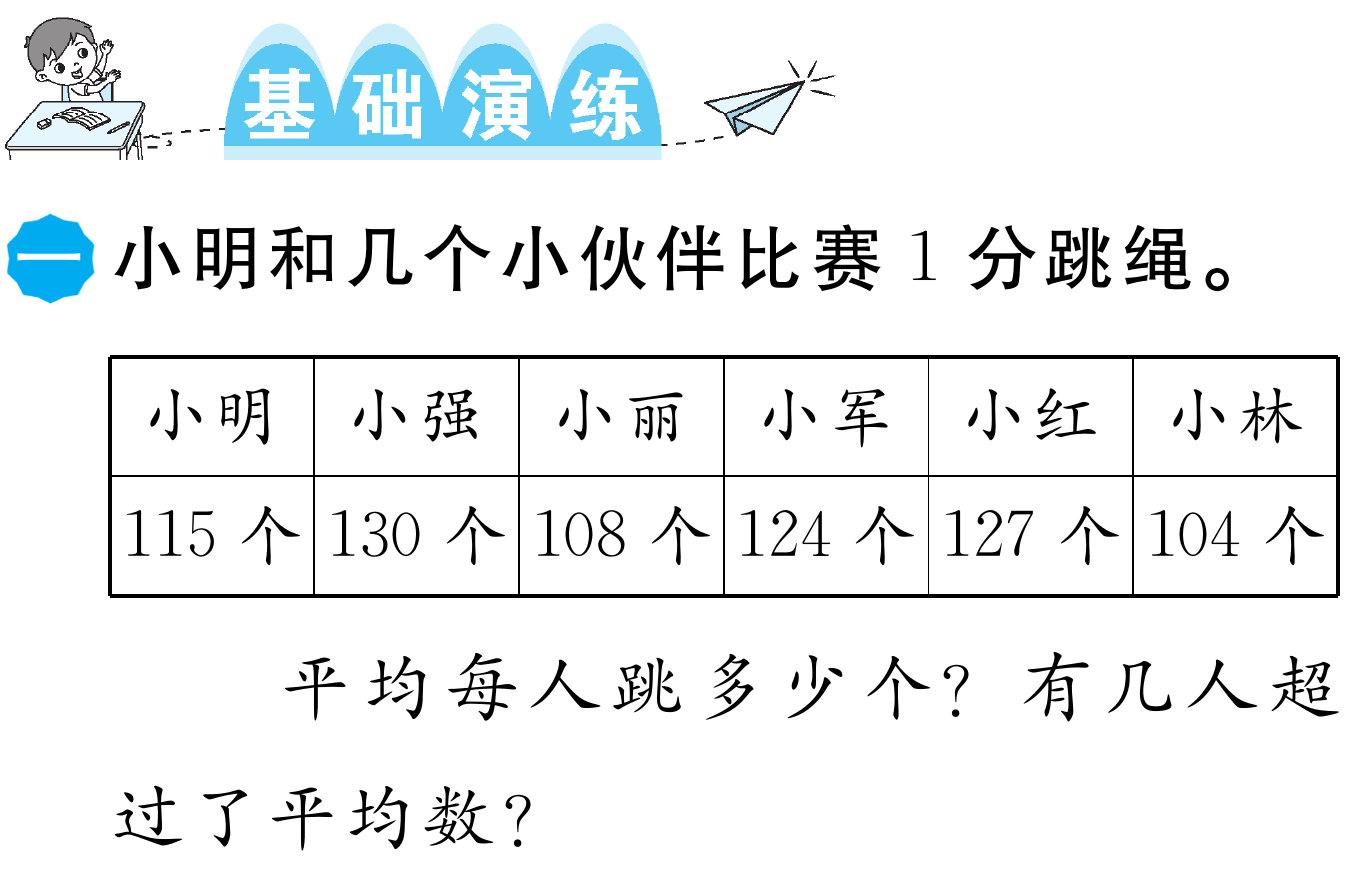 基础演练
一 小明和几个小伙伴比赛 1 分跳绳。
小明 小强 小丽 小军 小红 小林
115 个 130 个 108 个 124 个 127 个 104 个
平均每人跳多少个？有几人超
过了平均数？